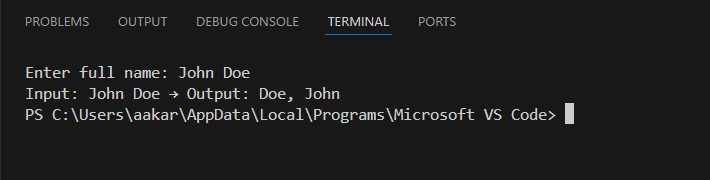 PROBLEMS OUTPUT DEBUG CONSOLE TERMINAL PORTS
Enter full name: John Doe
Input: John Doe → Output: Doe, John
PS C:\Users\aakar\AppData\Local\Programs\Microsoft VS Code>